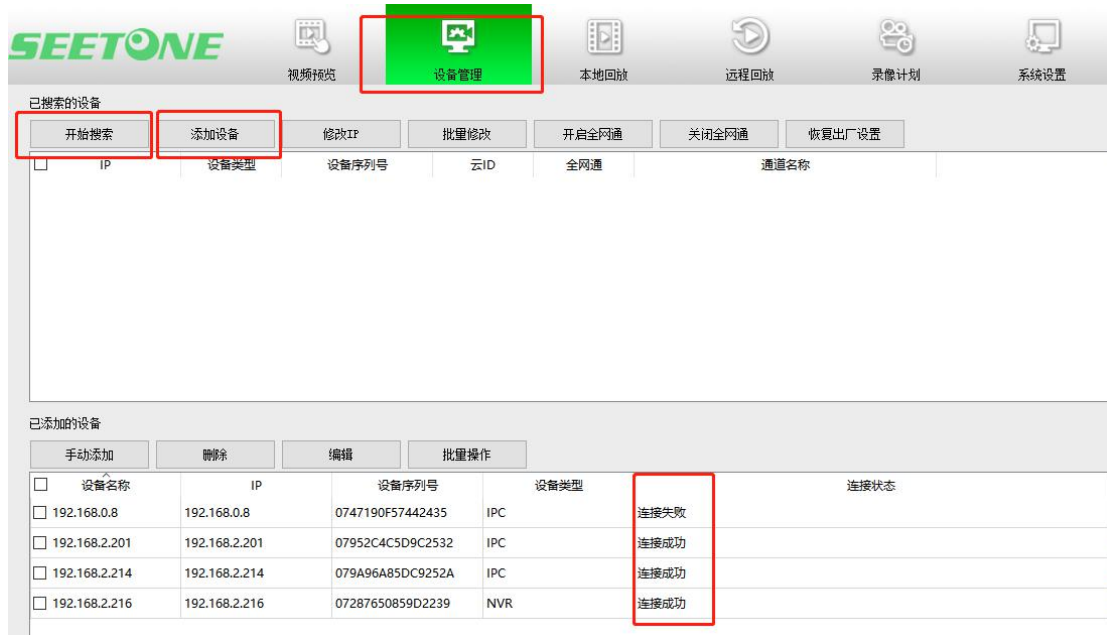 SEETONE
视频预览 设备管理 本地回放 远程回放 录像计划 系统设置
已搜索的设备
开始搜索 添加设备 修改IP 批量修改 开启全网通 关闭全网通 恢复出厂设置
IP 设备类型 设备序列号 云ID 全网通 通道名称
已添加的设备
手动添加 删除 编辑 批量操作
设备名称 IP 设备序列号 设备类型 连接状态
192.168.0.8 192.168.0.8 0747190F57442435 IPC 连接失败
192.168.2.201 192.168.2.201 07952C4C5D9C2532 IPC 连接成功
192.168.2.214 192.168.2.214 079A96A85DC9252A IPC 连接成功
192.168.2.216 192.168.2.216 07287650859D2239 NVR 连接成功